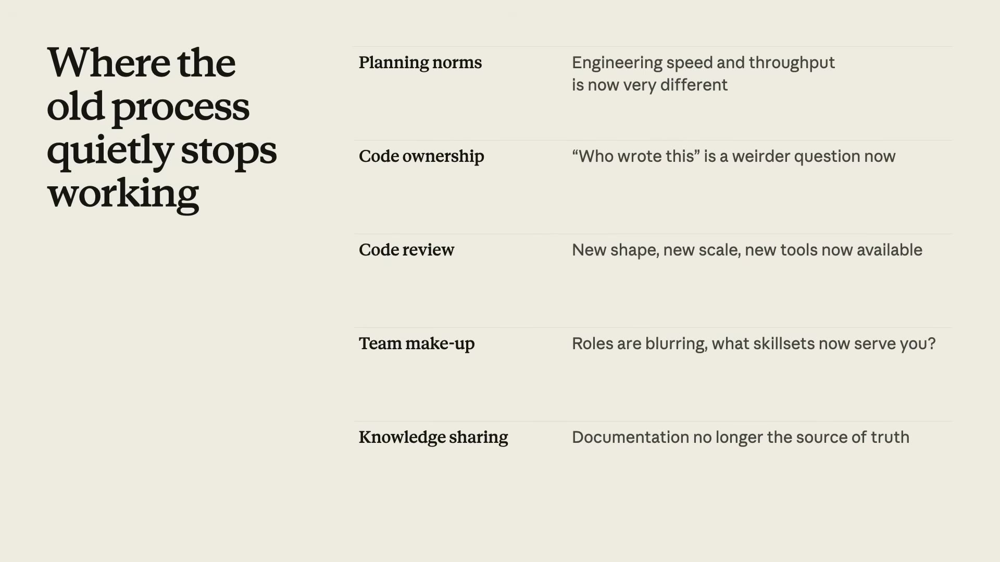 Where the
old process
quietly stops
working
Planning norms
Engineering speed and throughput
is now very different
Code ownership
“Who wrote this” is a weirder question now
Code review
New shape, new scale, new tools now available
Team make-up
Roles are blurring, what skillsets now serve you?
Knowledge sharing
Documentation no longer the source of truth